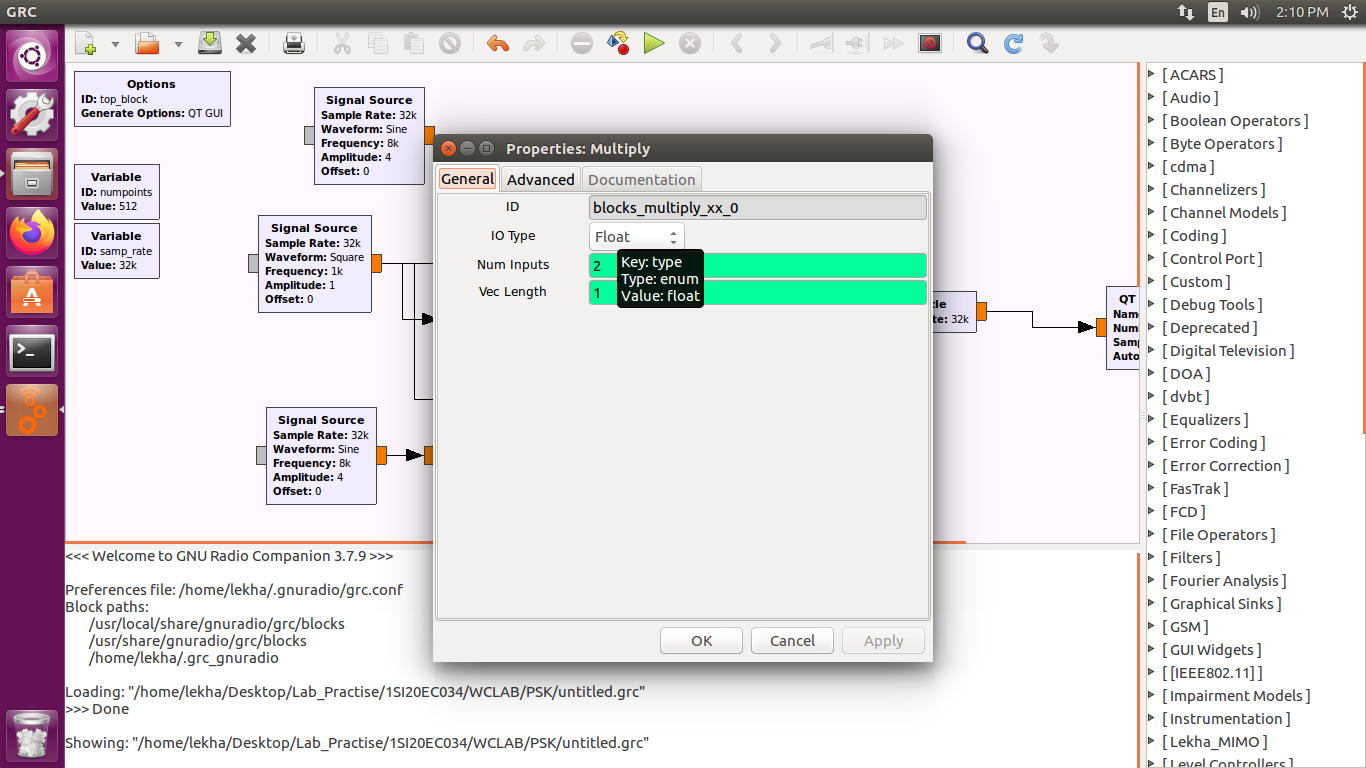 GRC
En
2:10 PM
Options
ID: top_block
Generate Options: QT GUI
Variable
ID: numpoints
Value: 512
Variable
ID: samp_rate
Value: 32k
Signal Source
Sample Rate: 32k
Waveform: Sine
Frequency: 8k
Amplitude: 4
Offset: 0
Signal Source
Sample Rate: 32k
Waveform: Square
Frequency: 1k
Amplitude: 1
Offset: 0
Signal Source
Sample Rate: 32k
Waveform: Sine
Frequency: 8k
Amplitude: 4
Offset: 0
Properties: Multiply
General
Advanced
Documentation
ID
blocks_multiply_xx_0
IO Type
Float
Num Inputs
2
Vec Length
1
Key: type
Type: enum
Value: float
OK
Cancel
Apply
tle
te: 32k
QT
Name
Num
Samp
Auto
<<< Welcome to GNU Radio Companion 3.7.9 >>>
Preferences file: /home/lekha/.gnuradio/grc.conf
Block paths:
/usr/local/share/gnuradio/grc/blocks
/usr/share/gnuradio/grc/blocks
/home/lekha/.grc_gnuradio
Loading: "/home/lekha/Desktop/Lab_Practise/1SI20EC034/WCLAB/PSK/untitled.grc"
>>> Done
Showing: "/home/lekha/Desktop/Lab_Practise/1SI20EC034/WCLAB/PSK/untitled.grc"
[ ACARS ]
[ Audio ]
[ Boolean Operators ]
[ Byte Operators ]
[ cdma ]
[ Channelizers ]
[ Channel Models ]
[ Coding ]
[ Control Port ]
[ Custom ]
[ Debug Tools ]
[ Deprecated ]
[ Digital Television ]
[ DOA ]
[ dvbt ]
[ Equalizers ]
[ Error Coding ]
[ Error Correction ]
[ FasTrak ]
[ FCD ]
[ File Operators ]
[ Filters ]
[ Fourier Analysis ]
[ Graphical Sinks ]
[ GSM ]
[ GUI Widgets ]
[ [IEEE802.11] ]
[ Impairment Models ]
[ Instrumentation ]
[ Lekha_MIMO ]
[ Level Controllers ]